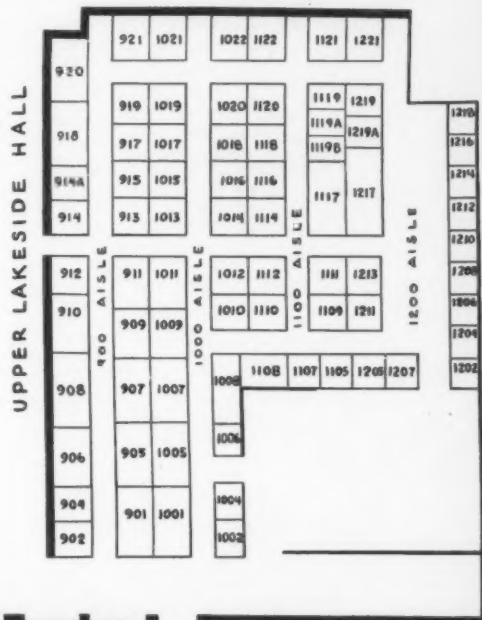 UPPER LAKESIDE HALL
921 1021 1022 1122 1121 1221
920
919 1019 1020 1120 1119 1219
918 917 1017 1018 1118 1119A 1219A 1218
1119B 1216
914A 915 1015 1016 1116 1117 1217 1214
914 913 1013 1014 1114 1212
1210
912 911 1011 1012 1112 1111 1213 1208
910 909 1009 1010 1110 1109 1211 1206
1204
900 AISLE
1000 AISLE
1100 AISLE
1200 AISLE
908 907 1007 1008 1108 1107 1105 1205 1207 1202
906 905 1005 1006
904 1004
902 901 1001 1002